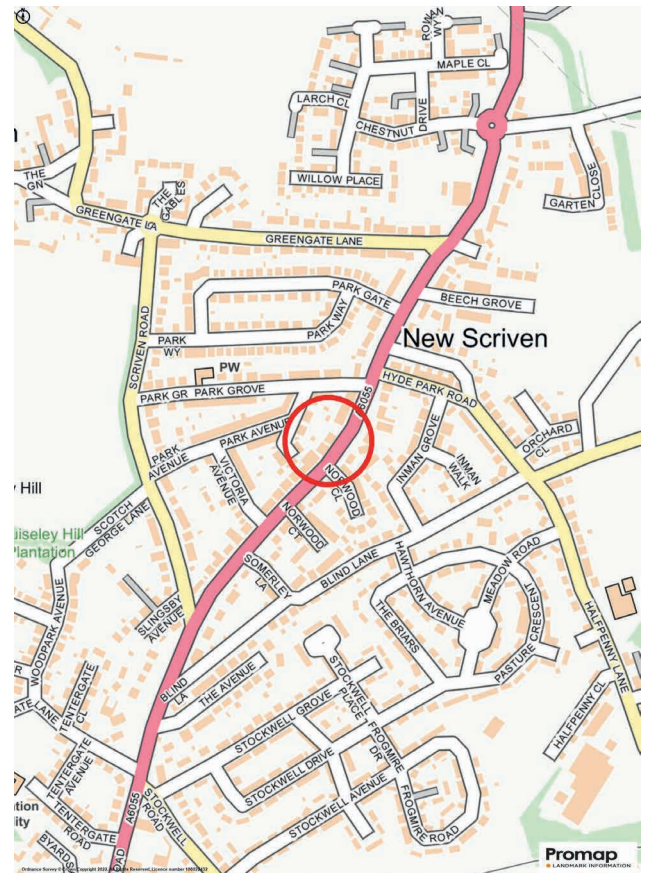 ROWAN
WY
MAPLE CL
LARCH CL
CHESTNUT
DRIVE
WILLOW PLACE
n
THE
GN
THE
GABLES
GREENGATE LA
GREENGATE LANE
GARTEN
CLOSE
PARK GATE
BEECH GROVE
PARK WAY
PARK
WY
SCRIVEN ROAD
New Scriven
PW
HYDE PARK ROAD
A6055
PARK GR
PARK GROVE
PARK AVENUE
PARK
AVENUE
VICTORIA
AVENUE
INMAN GROVE
INMAN
WALK
ORCHARD
CL
y Hill
NORWOOD
CL
NORWOOD
CT
SCOTCH
GEORGE LANE
liseley Hill
Plantation
SOMERLEY
LA
BLIND LANE
HAWTHORN AVENUE
MEADOW ROAD
THE BRIARS
PASTURE CRESCENT
HALFPENNY LANE
WOODPARK AVENUE
SLINGSBY
AVENUE
BLIND
LA
THE AVENUE
STOCKWELL
PLACE
STOCKWELL GROVE
FROGMIRE
DR
HALFPENNY CL
R
ATE LANE
TENTERGATE
CL
TENTERGATE
AVENUE
STOCKWELL DRIVE
STOCKWELL AVENUE
FROGMIRE
ROAD
TENTERGATE
ROAD
A6055
STOCKWELL
ROAD
ation
lity
BYARDS
OAD
Promap
LANDMARK INFORMATION